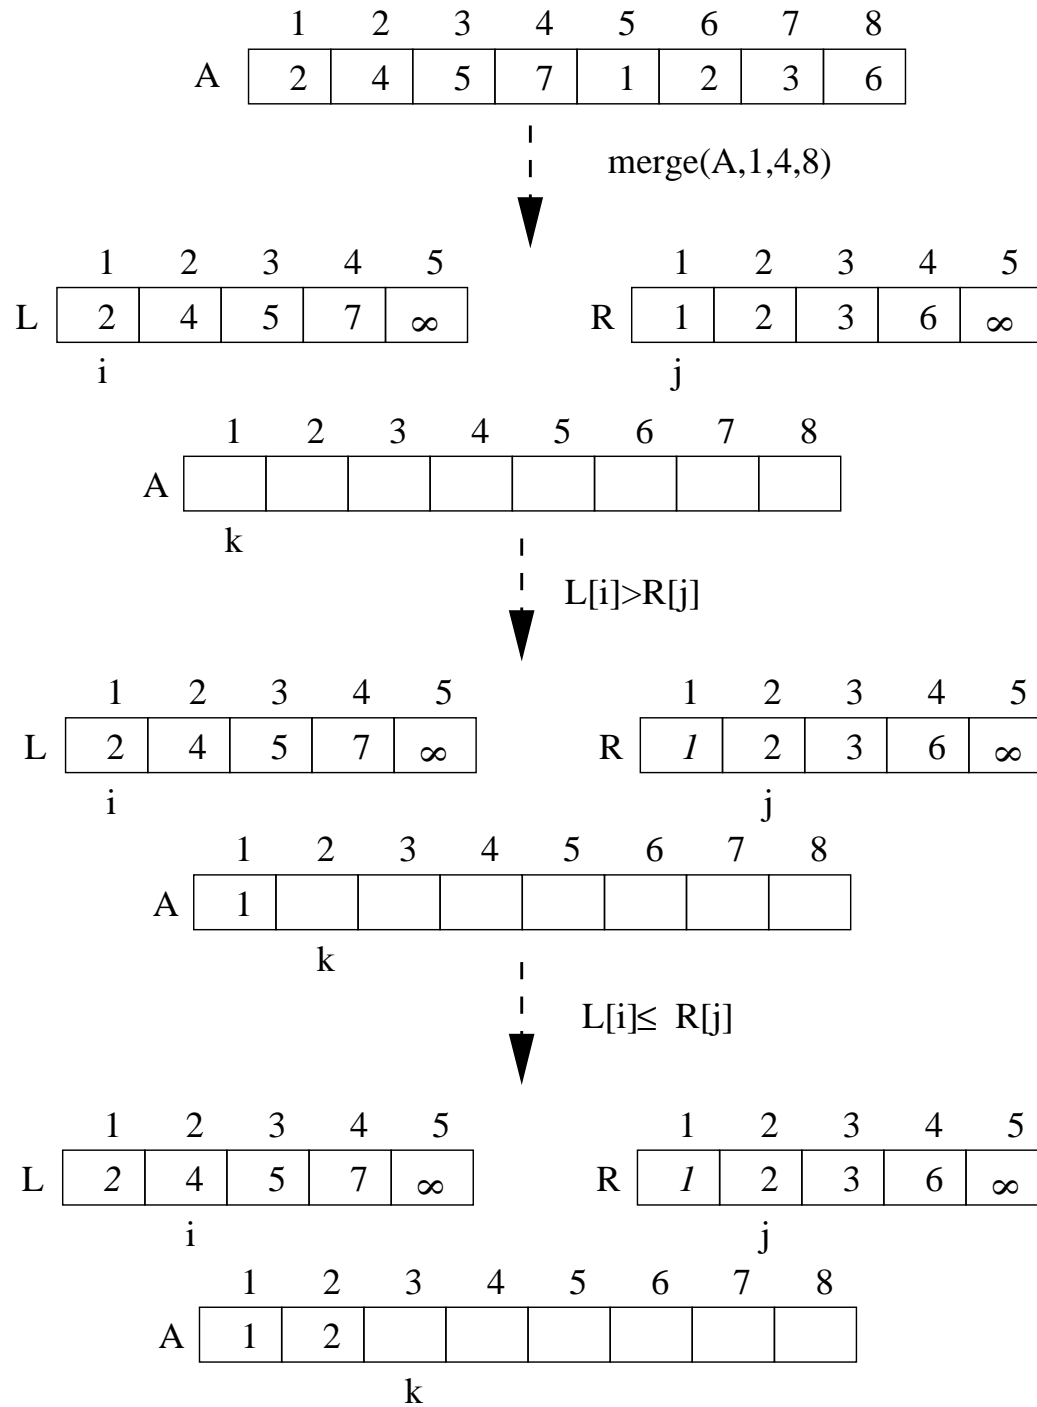 1 2 3 4 5 6 7 8
A 2 4 5 7 1 2 3 6
merge(A,1,4,8)
1 2 3 4 5 1 2 3 4 5
L 2 4 5 7 ∞ R 1 2 3 6 ∞
i j
1 2 3 4 5 6 7 8
A
k
L[i]>R[j]
1 2 3 4 5 1 2 3 4 5
L 2 4 5 7 ∞ R 1 2 3 6 ∞
i j
1 2 3 4 5 6 7 8
A 1
k
L[i]≤ R[j]
1 2 3 4 5 1 2 3 4 5
L 2 4 5 7 ∞ R 1 2 3 6 ∞
i j
1 2 3 4 5 6 7 8
A 1 2
k